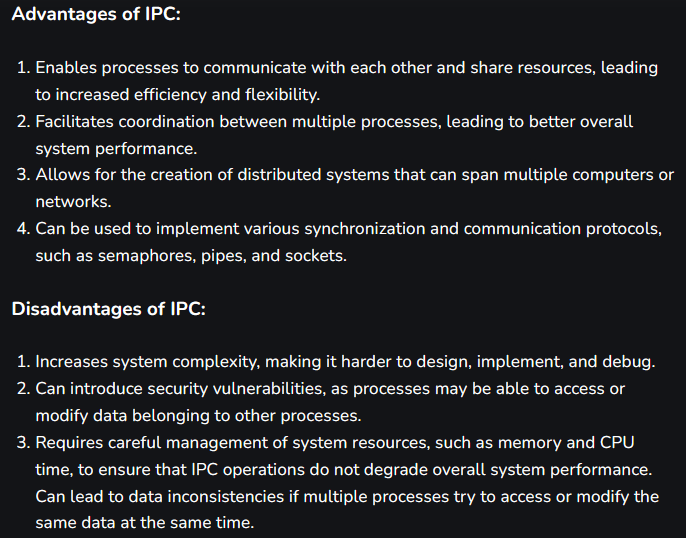 Advantages of IPC:
1. Enables processes to communicate with each other and share resources, leading
to increased efficiency and flexibility.
2. Facilitates coordination between multiple processes, leading to better overall
system performance.
3. Allows for the creation of distributed systems that can span multiple computers or
networks.
4. Can be used to implement various synchronization and communication protocols,
such as semaphores, pipes, and sockets.
Disadvantages of IPC:
1. Increases system complexity, making it harder to design, implement, and debug.
2. Can introduce security vulnerabilities, as processes may be able to access or
modify data belonging to other processes.
3. Requires careful management of system resources, such as memory and CPU
time, to ensure that IPC operations do not degrade overall system performance.
Can lead to data inconsistencies if multiple processes try to access or modify the
same data at the same time.